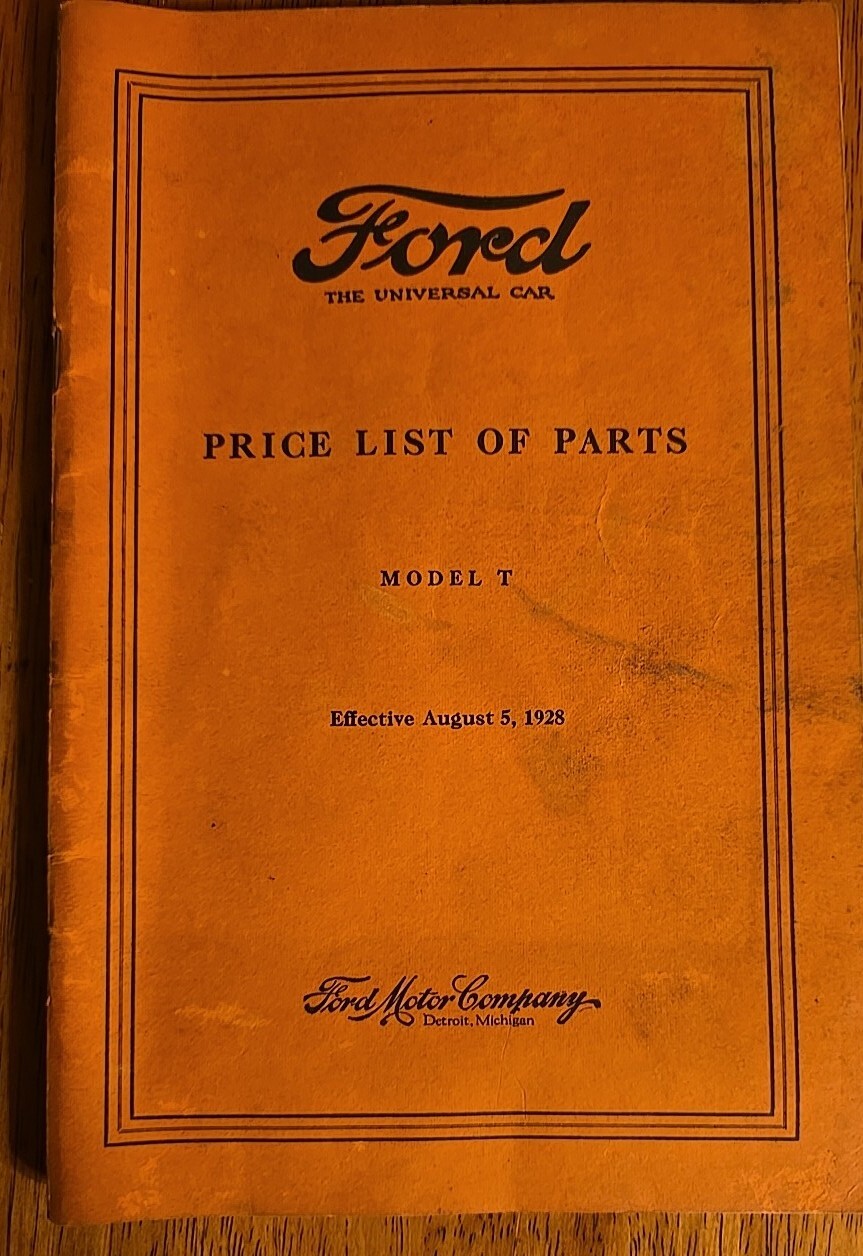 Ford
THE UNIVERSAL CAR
PRICE LIST OF PARTS
MODEL T
Effective August 5, 1928
Ford Motor Company
Detroit, Michigan